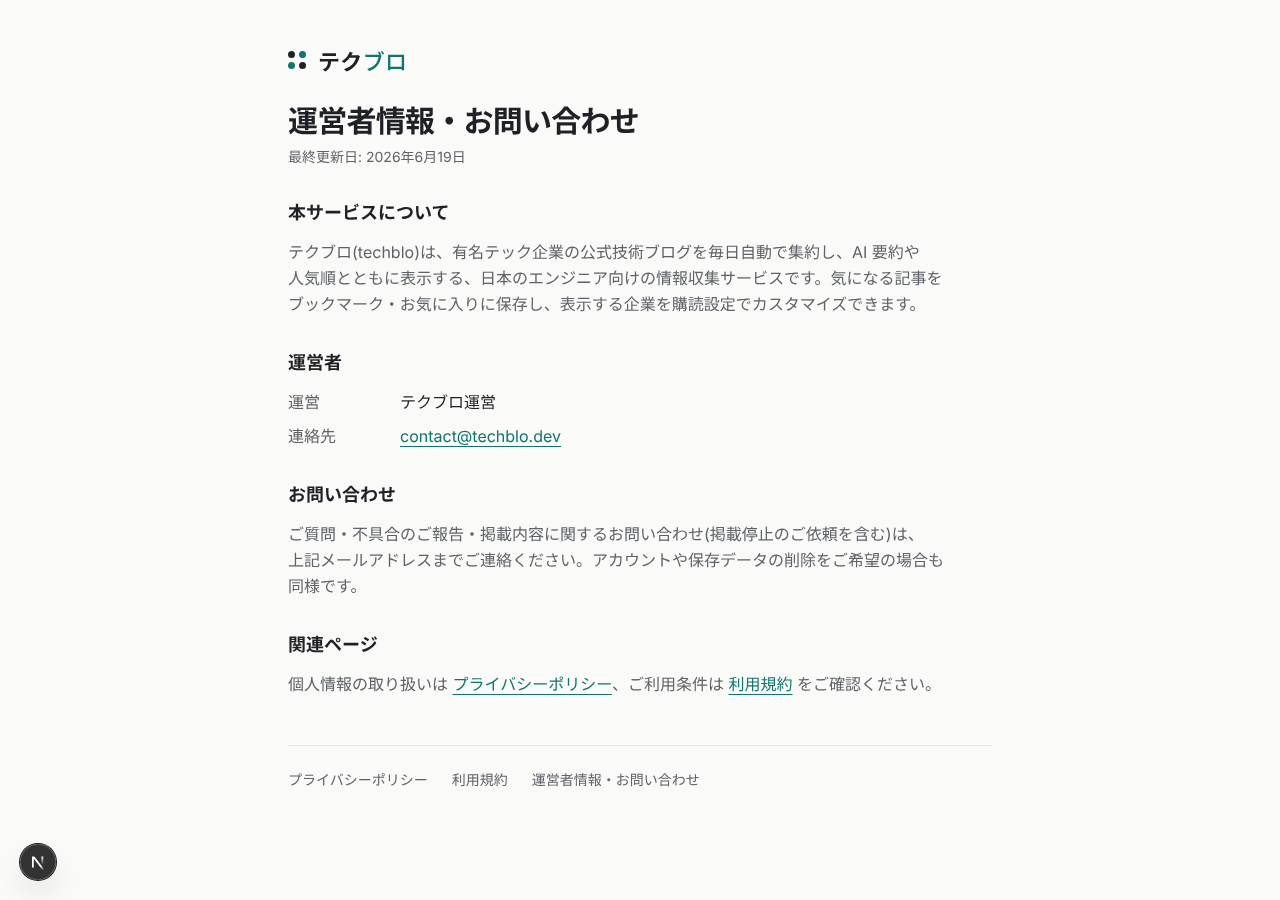 テクブロ
運営者情報・お問い合わせ
最終更新日: 2026年6月19日
本サービスについて
テクブロ(techblo)は、有名テック企業の公式技術ブログを毎日自動で集約し、AI 要約や
人気順とともに表示する、日本のエンジニア向けの情報収集サービスです。気になる記事を
ブックマーク・お気に入りに保存し、表示する企業を購読設定でカスタマイズできます。
運営者
運営 テクブロ運営
連絡先 contact@techblo.dev
お問い合わせ
ご質問・不具合のご報告・掲載内容に関するお問い合わせ(掲載停止のご依頼を含む)は、
上記メールアドレスまでご連絡ください。アカウントや保存データの削除をご希望の場合も
同様です。
関連ページ
個人情報の取り扱いは プライバシーポリシー、ご利用条件は 利用規約 をご確認ください。
プライバシーポリシー 利用規約 運営者情報・お問い合わせ
N